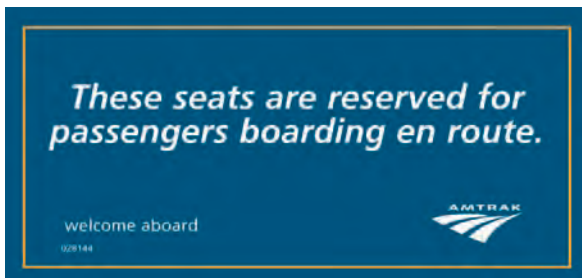 These seats are reserved for
passengers boarding en route.
AMTRAK
welcome aboard
028144